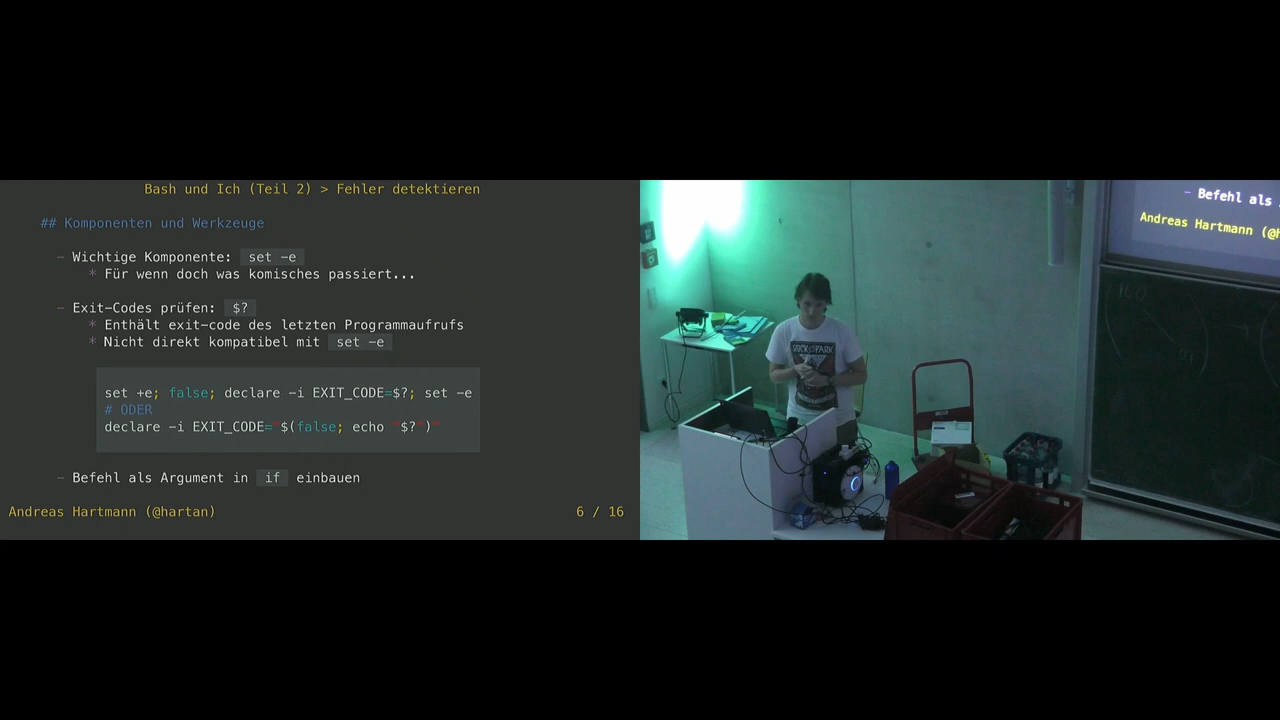 Bash und Ich (Teil 2) > Fehler detektieren
## Komponenten und Werkzeuge
– Wichtige Komponente: set -e
* Für wenn doch was komisches passiert...
– Exit-Codes prüfen: $?
* Enthält exit-code des letzten Programmaufrufs
* Nicht direkt kompatibel mit set -e
set +e; false; declare -i EXIT_CODE=$?; set -e
# ODER
declare -i EXIT_CODE="$(false; echo "$?")"
– Befehl als Argument in if einbauen
Andreas Hartmann (@hartan)
6 / 16
– Befehl als
Andreas Hartmann (@h
ROCK PARK